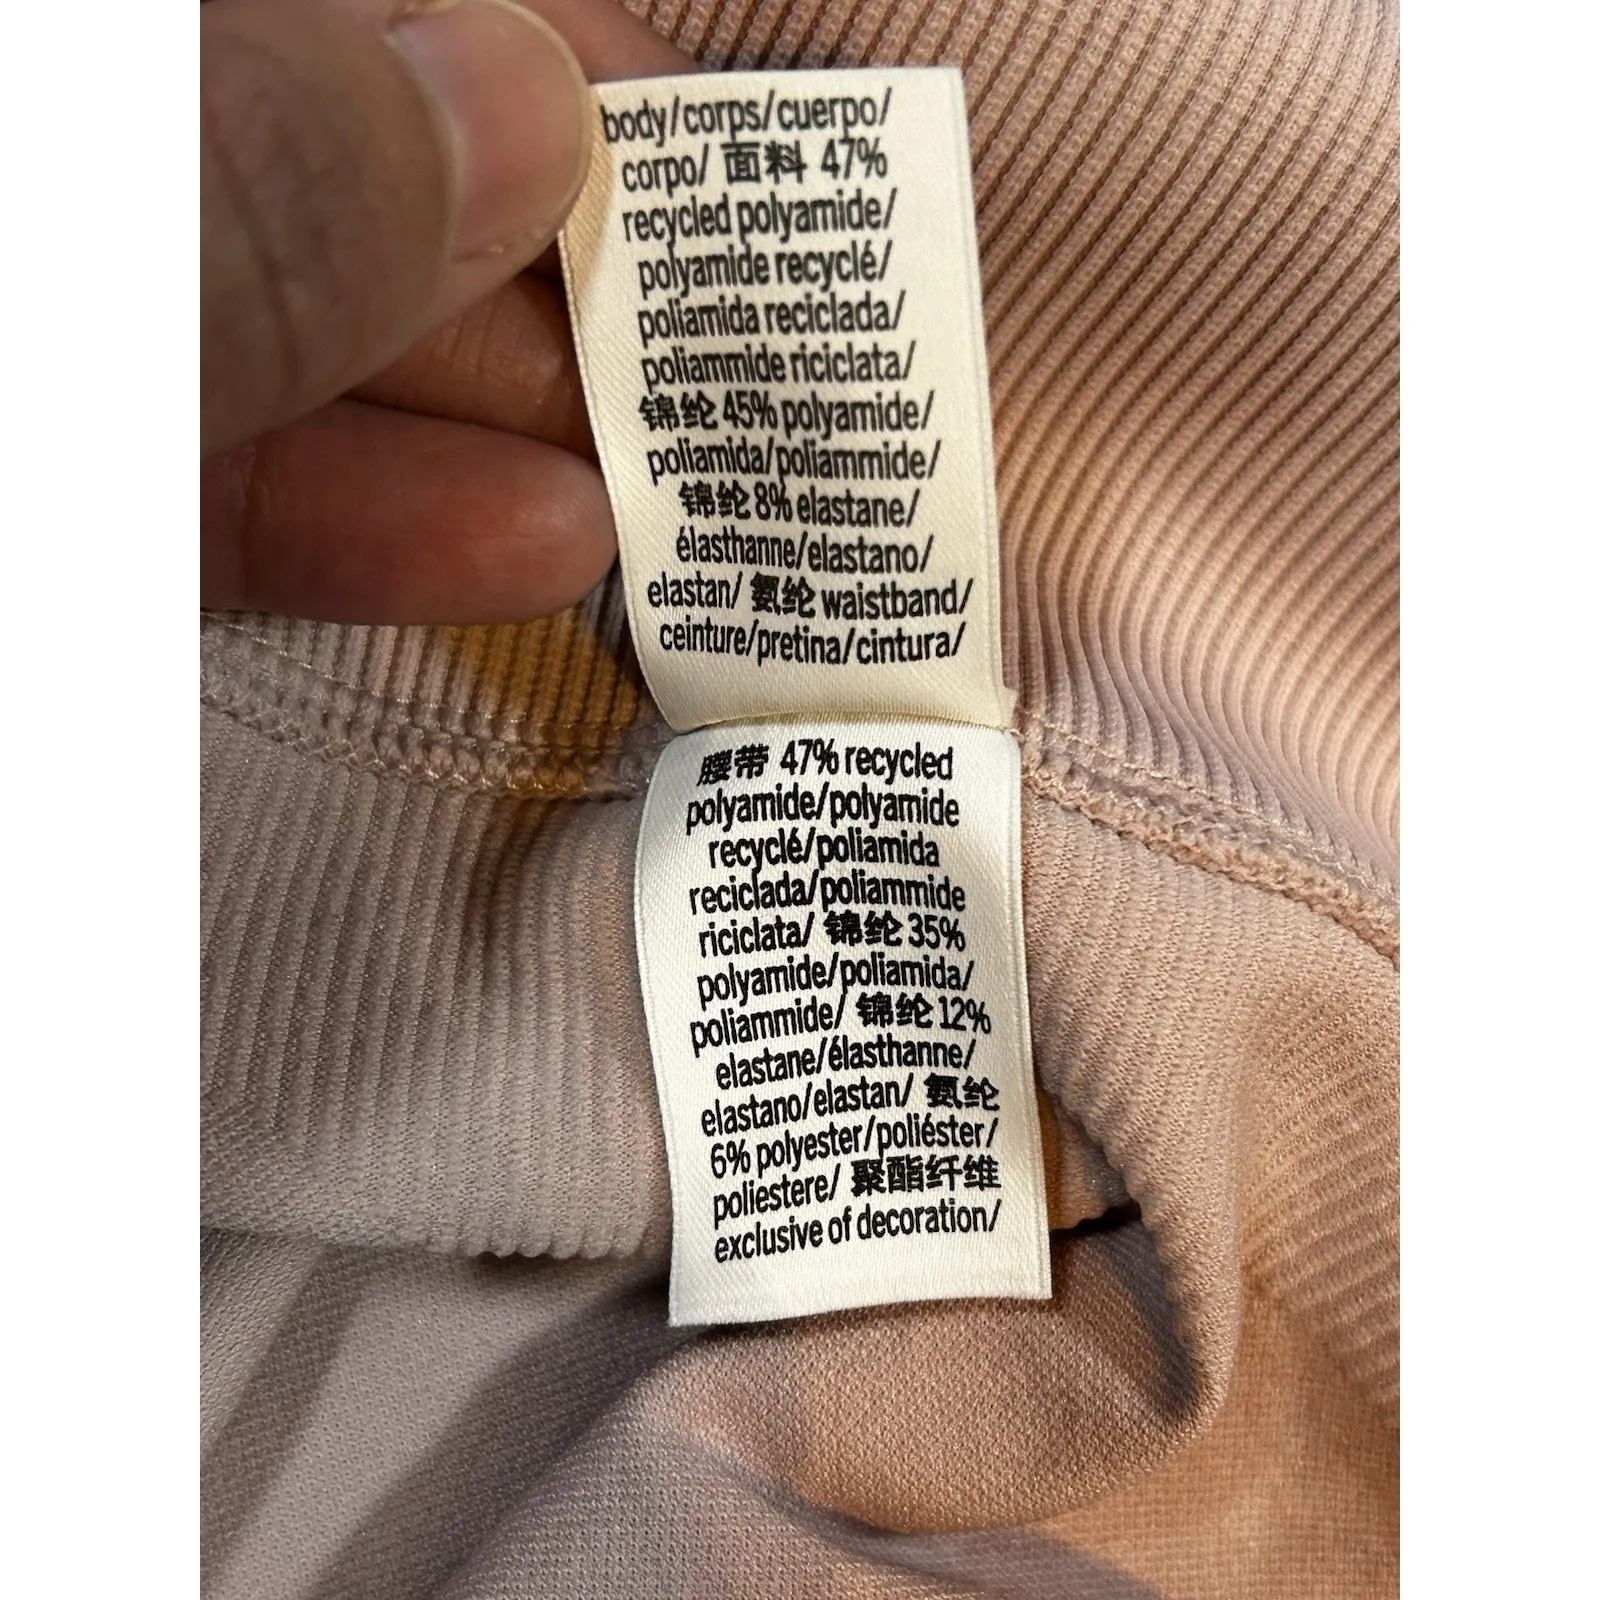 body/corps/cuerpo/
corpo/ 面料 47%
recycled polyamide/
polyamide recyclé/
poliamida reciclada/
poliammide riciclata/
锦纶 45% polyamide/
poliamida/poliammide/
锦纶 8% elastane/
élasthanne/elastano/
elastan/ 氨纶 waistband/
ceinture/pretina/cintura/
腰带 47% recycled
polyamide/polyamide
recyclé/poliamida
reciclada/poliammide
riciclata/ 锦纶 35%
polyamide/poliamida/
poliammide/ 锦纶 12%
elastane/élasthanne/
elastano/elastan/ 氨纶
6% polyester/poliéster/
poliestere/ 聚酯纤维
exclusive of decoration/